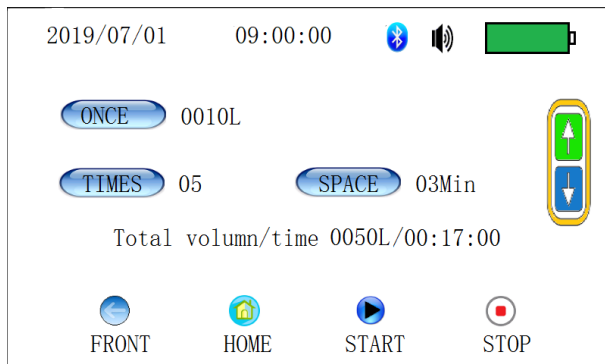 2019/07/01 09:00:00
ONCE 0010L
TIMES 05 SPACE 03Min
Total volumn/time 0050L/00:17:00
FRONT HOME START STOP